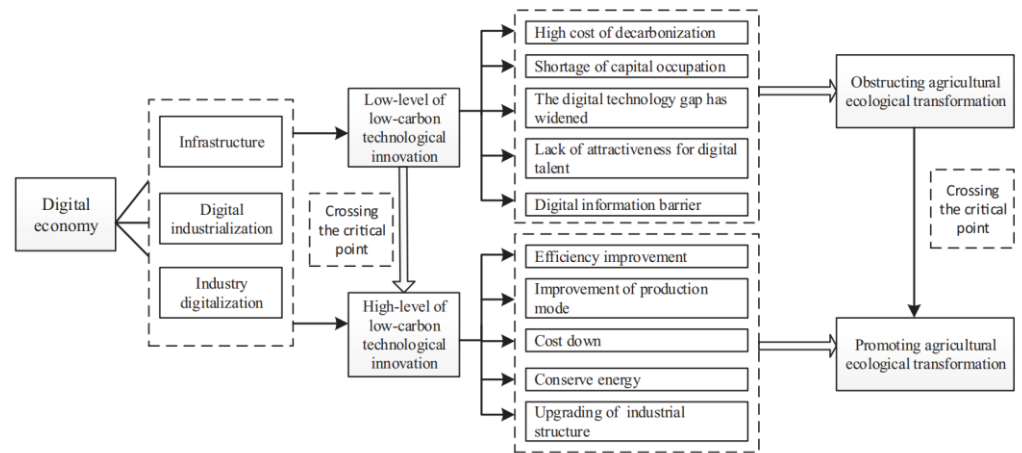 Digital
economy
Infrastructure
Digital
industrialization
Industry
digitalization
Low-level of
low-carbon
technological
innovation
Crossing
the critical
point
High-level of
low-carbon
technological
innovation
High cost of decarbonization
Shortage of capital occupation
The digital technology gap has
widened
Lack of attractiveness for digital
talent
Digital information barrier
Efficiency improvement
Improvement of production
mode
Cost down
Conserve energy
Upgrading of industrial
structure
Obstructing agricultural
ecological transformation
Crossing
the critical
point
Promoting agricultural
ecological transformation